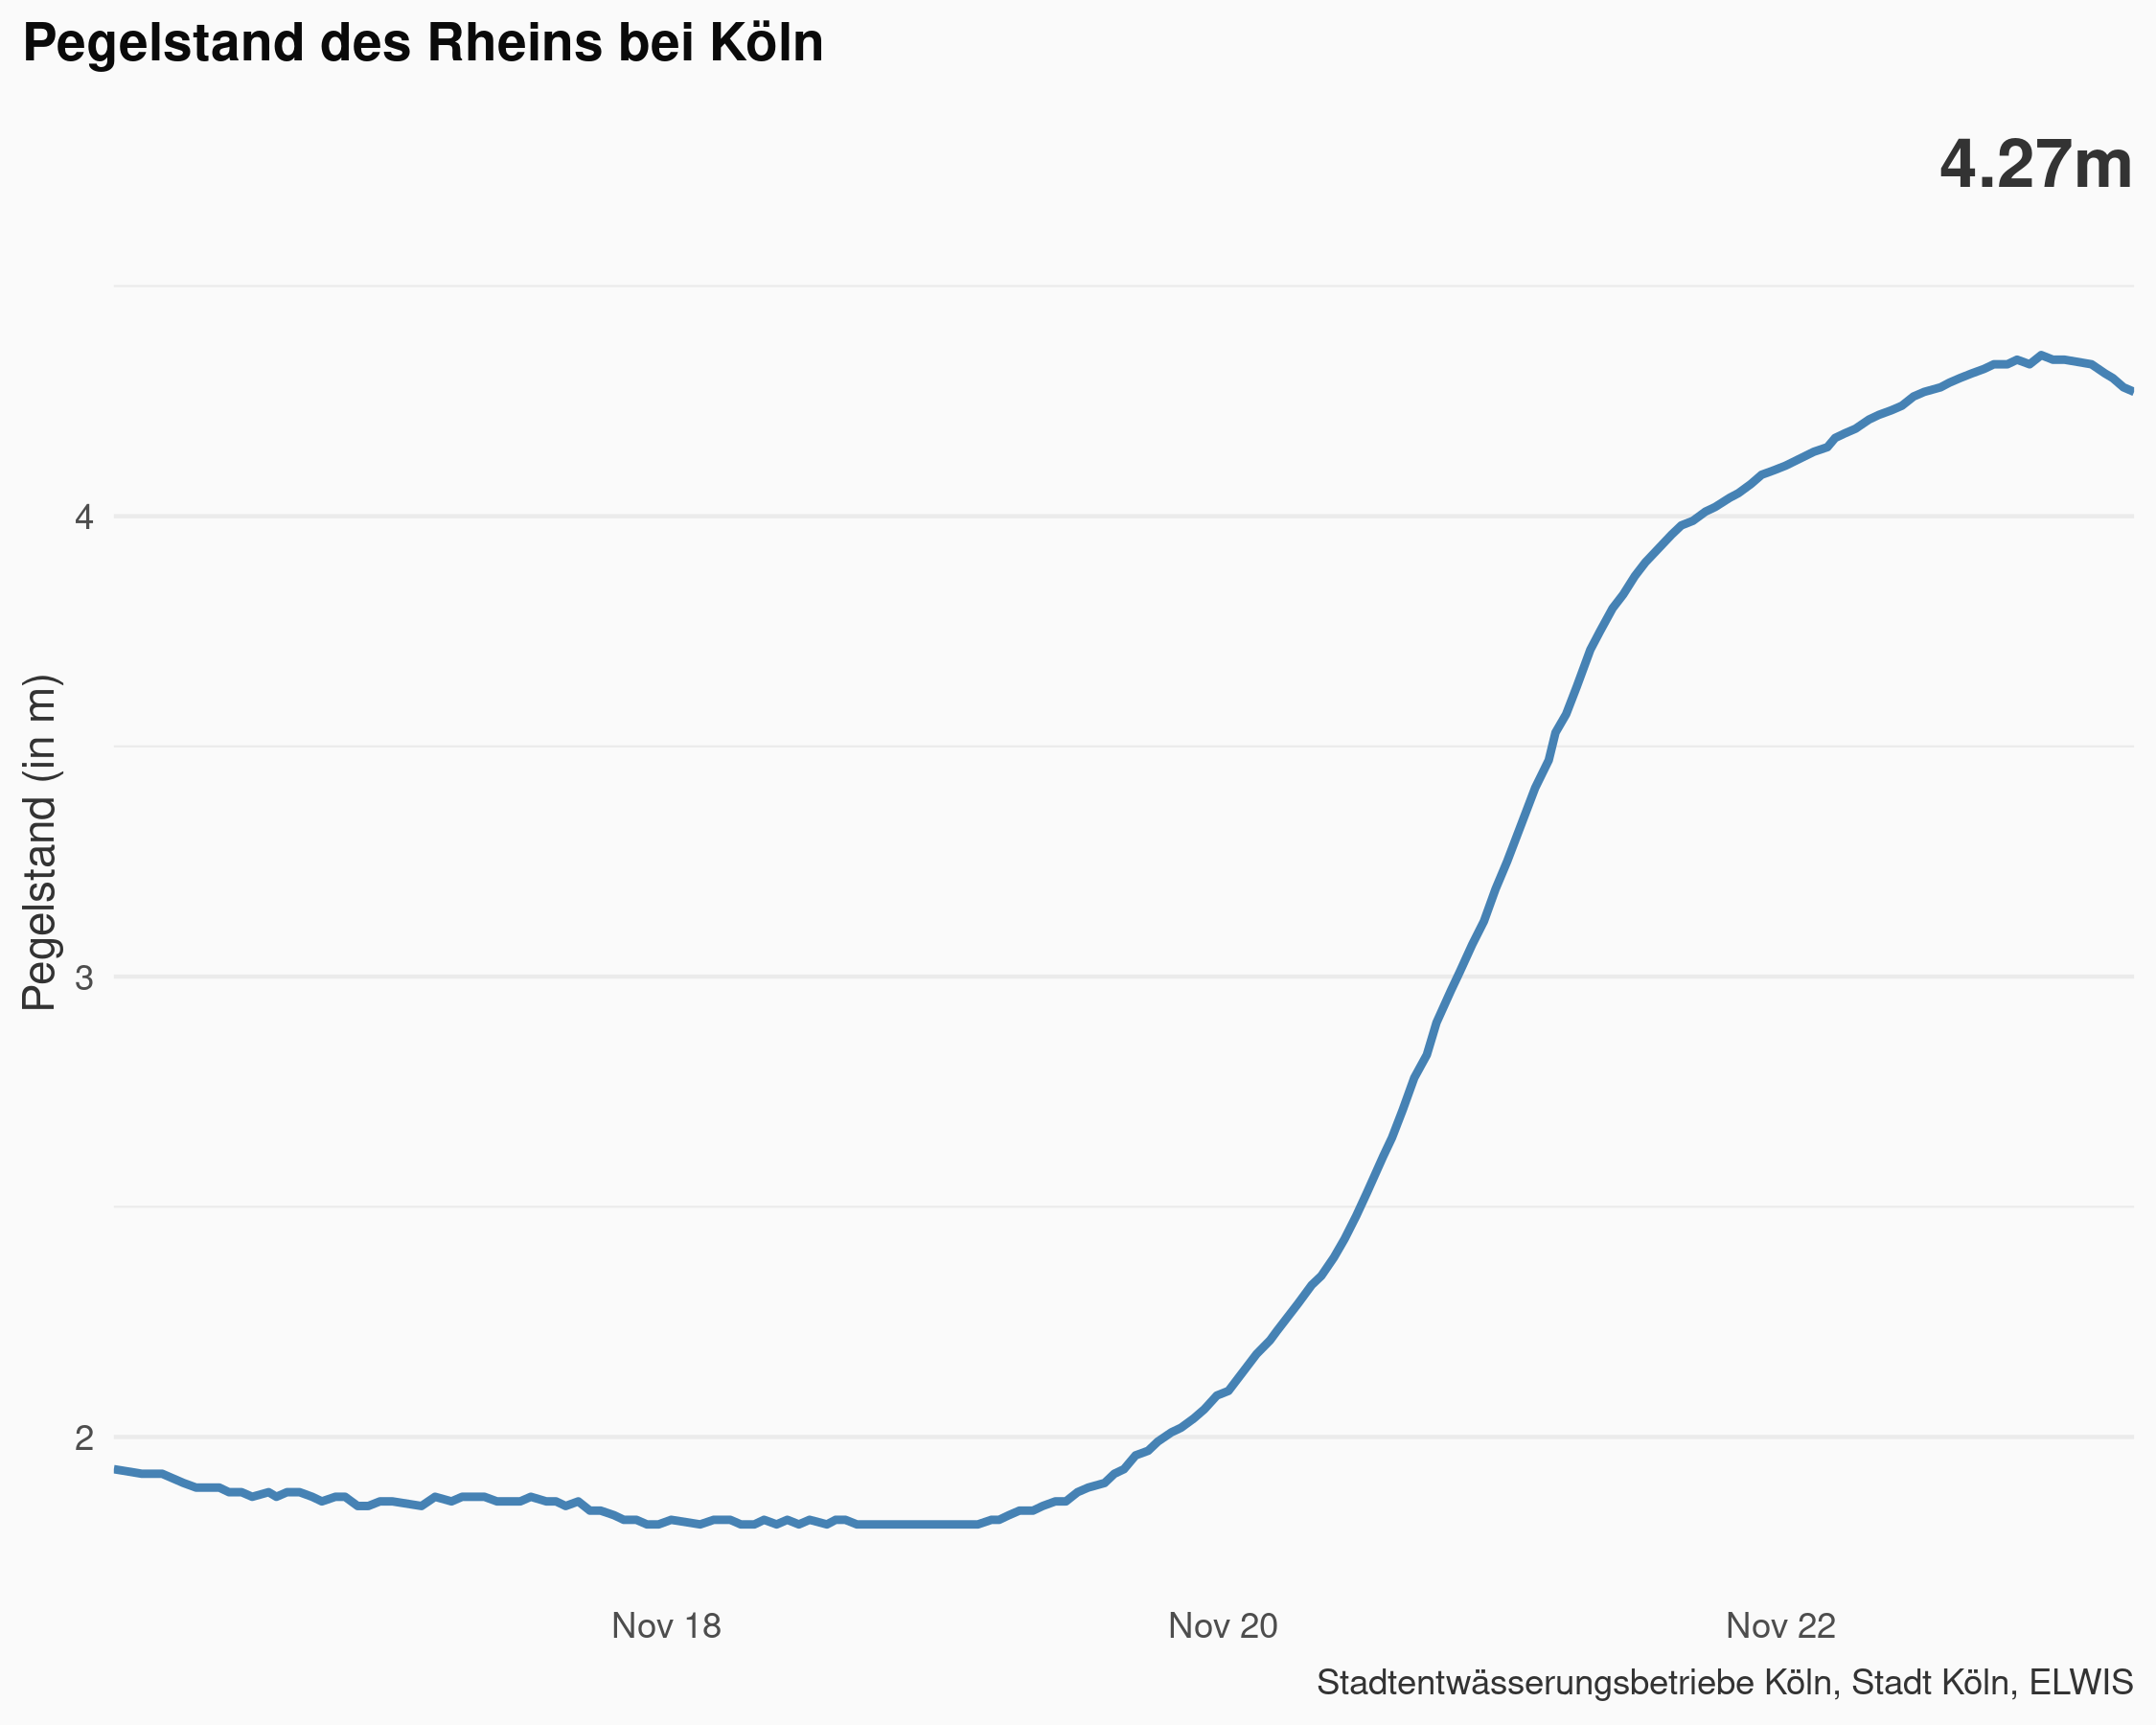 Pegelstand des Rheins bei Köln
4.27m
Pegelstand (in m)
4
3
2
Nov 18
Nov 20
Nov 22
Stadtentwässerungsbetriebe Köln, Stadt Köln, ELWIS